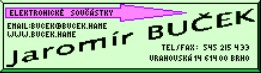 ELEKTRONICKÉ SOUČÁSTKY
EMAIL:BUCEK@BUCEK.NAME
WWW.BUCEK.NAME
Jaromír BUČEK
TEL/FAX: 545 215 433
VRANOVSKÁ 14 614 00 BRNO